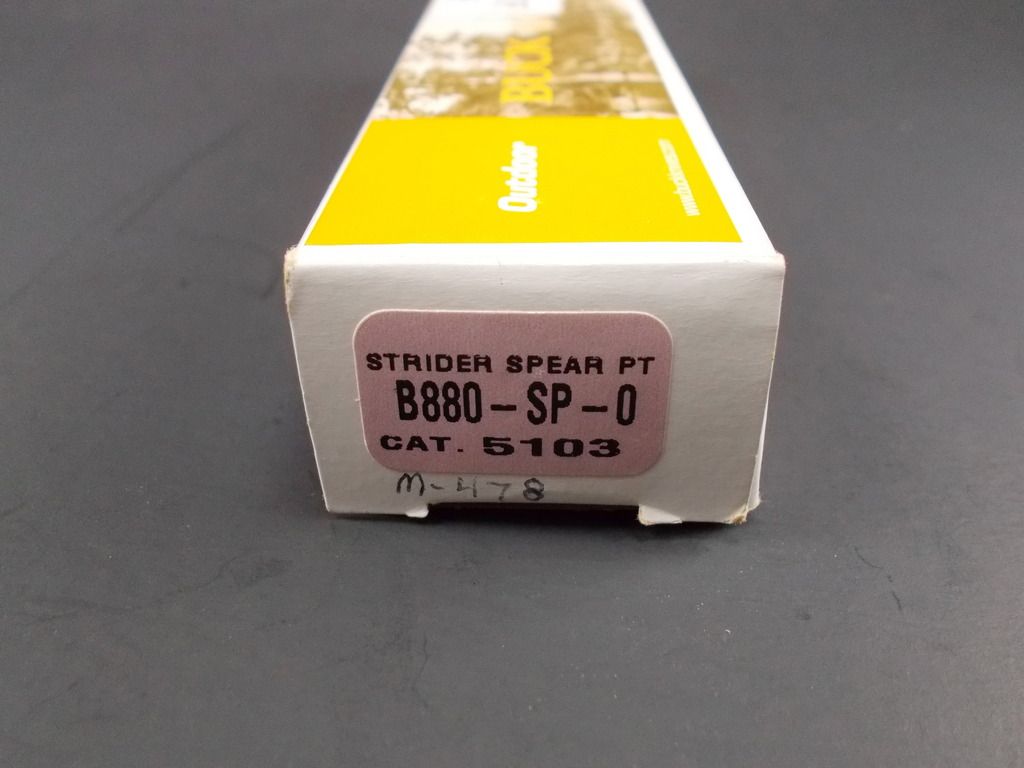 BUCK
Outdoor
STRIDER SPEAR PT
B880-SP-0
CAT. 5103
M-478